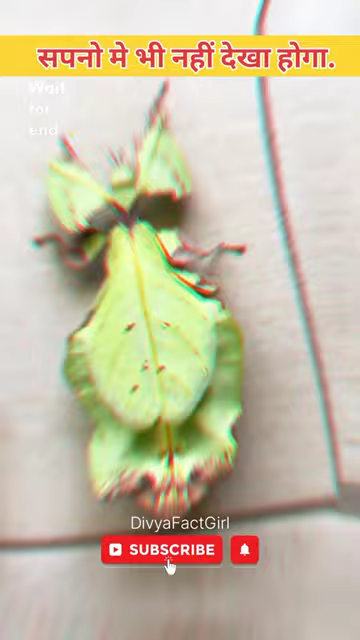 सपनो मे भी नहीं देखा होगा.
Wait
for
end
DivyaFactGirl
SUBSCRIBE